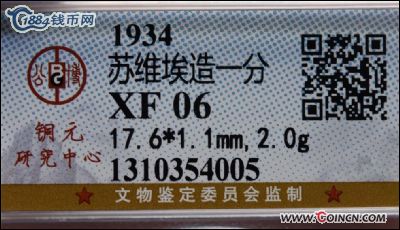 1884钱币网
1934
公博
苏维埃造一分
XF 06
铜元
研究中心
17.6*1.1mm,2.0g
1310354005
★ 文物鉴定委员会监制 ★
www.COINCN.com